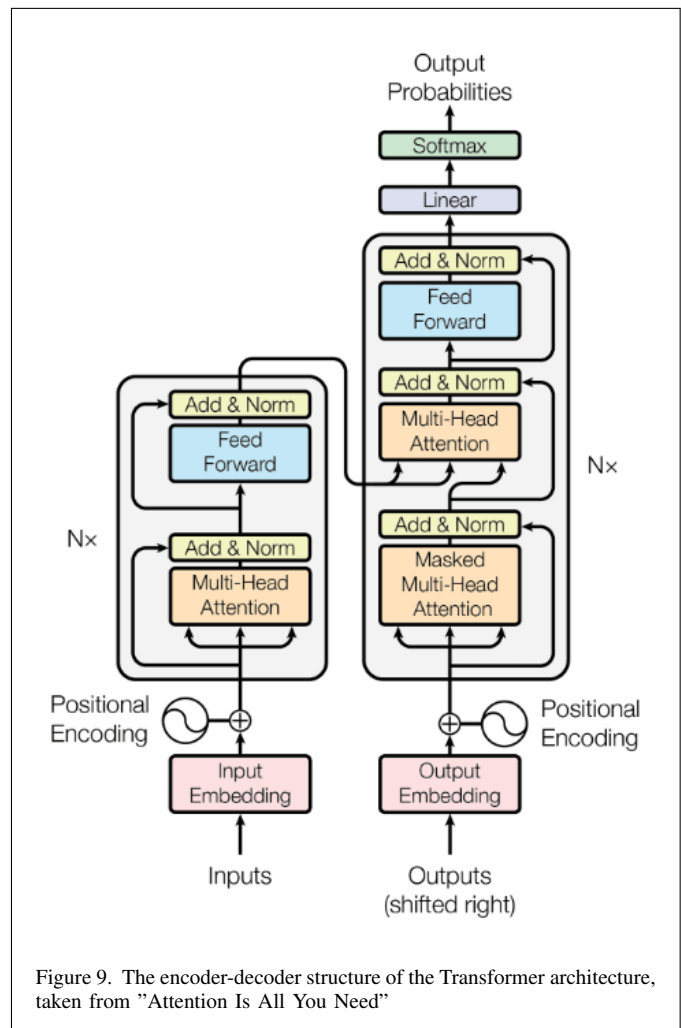 Output
Probabilities
Softmax
Linear
Add & Norm
Feed
Forward
Add & Norm
Multi-Head
Attention
Add & Norm
Masked
Multi-Head
Attention
Nx
Add & Norm
Feed
Forward
Add & Norm
Multi-Head
Attention
Nx
Positional
Encoding
Positional
Encoding
Input
Embedding
Output
Embedding
Inputs
Outputs
(shifted right)
Figure 9. The encoder-decoder structure of the Transformer architecture,
taken from ”Attention Is All You Need”